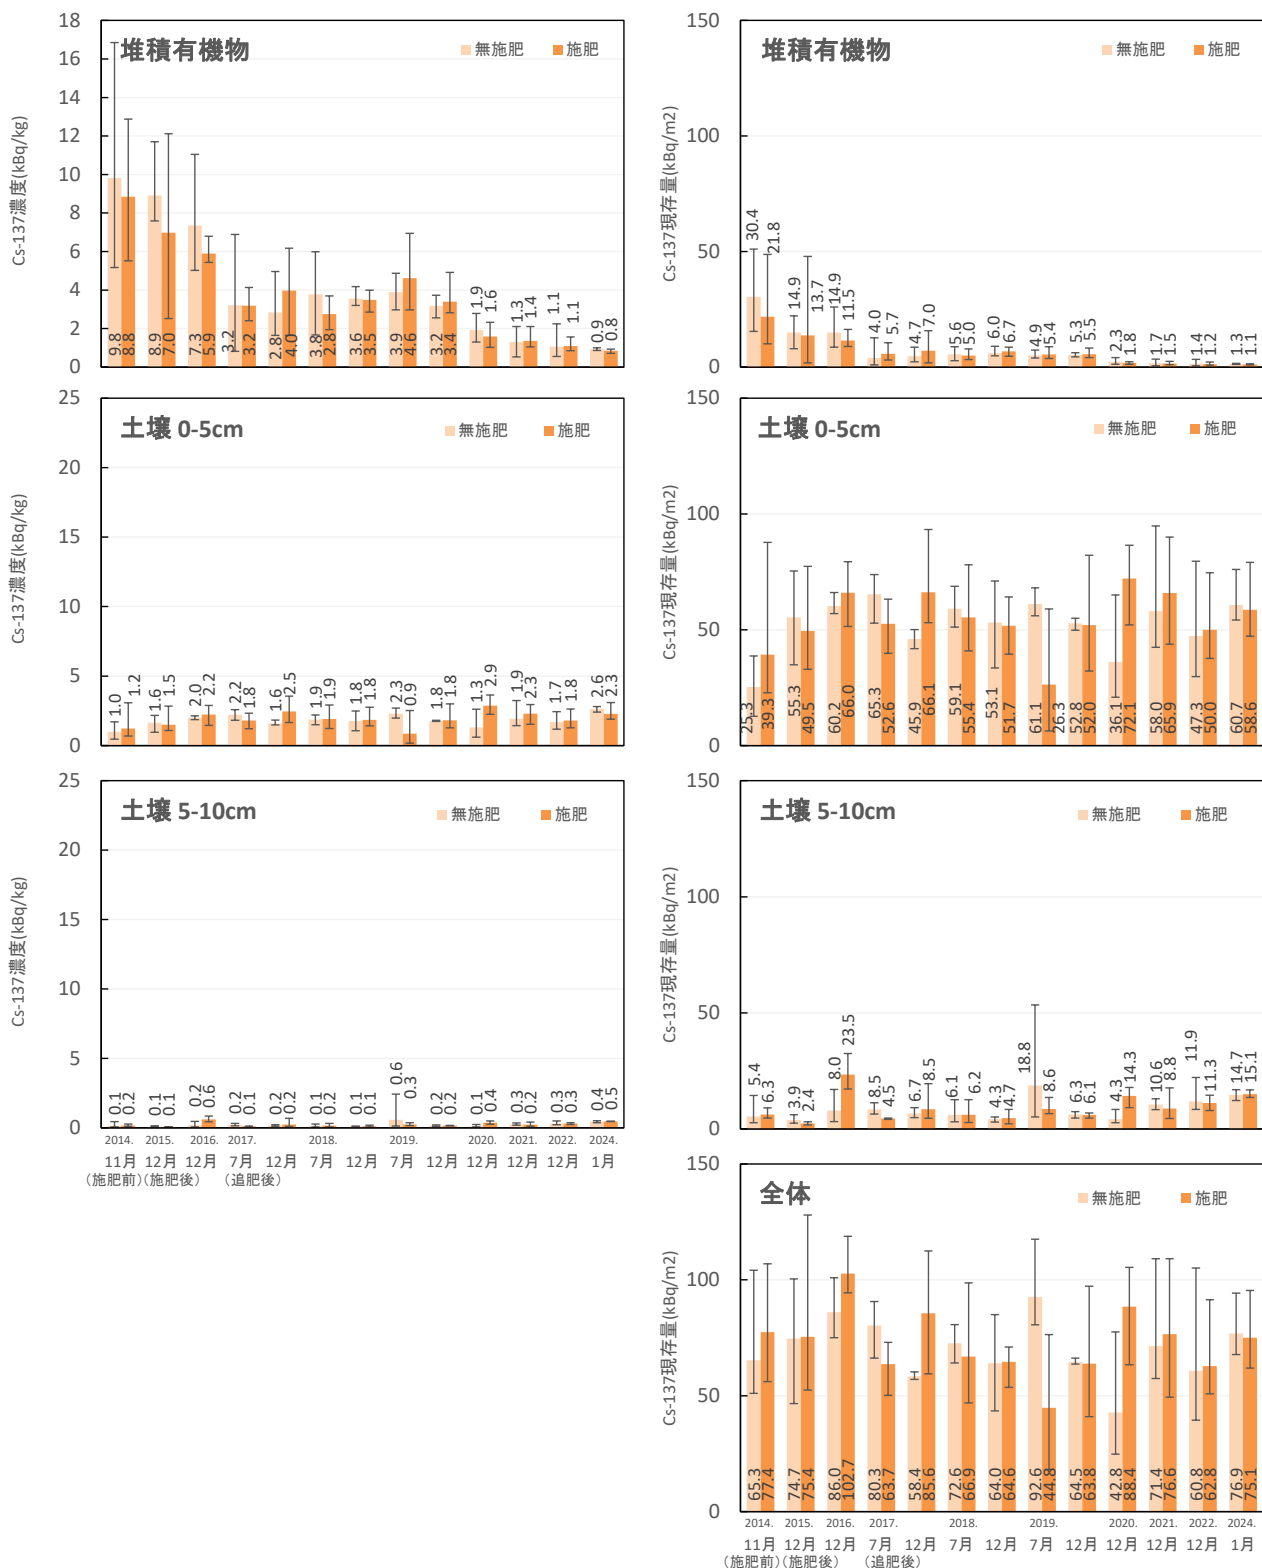 堆積有機物
無施肥 施肥
Cs-137濃度(kBq/kg)
18
16
14
12
10
8
6
4
2
0
9.8 8.8 8.9 7.0 7.3 5.9 3.2 3.2 2.8 4.0 3.8 2.8 3.6 3.5 3.9 4.6 3.2 3.4 1.9 1.6 1.3 1.4 1.1 1.1 0.9 0.8
堆積有機物
無施肥 施肥
Cs-137現存量(kBq/m2)
150
100
50
0
30.4 21.8 14.9 13.7 14.9 11.5 4.0 5.7 4.7 7.0 5.6 5.0 6.0 6.7 4.9 5.4 5.3 5.5 2.3 1.8 1.7 1.5 1.4 1.2 1.3 1.1
土壌 0-5cm
無施肥 施肥
Cs-137濃度(kBq/kg)
25
20
15
10
5
0
1.0 1.2 1.6 1.5 2.0 2.2 2.2 1.8 1.6 2.5 1.9 1.9 1.8 1.8 2.3 0.9 1.8 1.8 1.3 2.9 1.9 2.3 1.7 1.8 2.6 2.3
土壌 0-5cm
無施肥 施肥
Cs-137現存量(kBq/m2)
150
100
50
0
25.3 39.3 55.3 49.5 60.2 66.0 65.3 52.6 45.9 66.1 59.1 55.4 53.1 51.7 61.1 26.3 52.8 52.0 36.1 72.1 58.0 65.9 47.3 50.0 60.7 58.6
土壌 5-10cm
無施肥 施肥
Cs-137濃度(kBq/kg)
25
20
15
10
5
0
0.1 0.2 0.1 0.1 0.2 0.6 0.2 0.1 0.2 0.2 0.1 0.2 0.1 0.1 0.6 0.3 0.2 0.2 0.1 0.4 0.3 0.2 0.3 0.3 0.4 0.5
2014. 2015. 2016. 2017. 2018. 2019. 2020. 2021. 2022. 2024.
11月 12月 12月 7月 12月 7月 12月 7月 12月 12月 12月 12月 1月
(施肥前) (施肥後) (追肥後)
土壌 5-10cm
無施肥 施肥
Cs-137現存量(kBq/m2)
150
100
50
0
5.4 6.3 3.9 2.4 8.0 23.5 8.5 4.5 6.7 8.5 6.1 6.2 4.3 4.7 18.8 8.6 6.3 6.1 4.3 14.3 10.6 8.8 11.9 11.3 14.7 15.1
全体
無施肥 施肥
Cs-137現存量(kBq/m2)
150
100
50
0
65.3 77.4 74.7 75.4 86.0 102.7 80.3 63.7 58.4 85.6 72.6 66.9 64.0 64.6 92.6 44.8 64.5 63.8 42.8 88.4 71.4 76.6 60.8 62.8 76.9 75.1
2014. 2015. 2016. 2017. 2018. 2019. 2020. 2021. 2022. 2024.
11月 12月 12月 7月 12月 7月 12月 7月 12月 12月 12月 12月 1月
(施肥前) (施肥後) (追肥後)